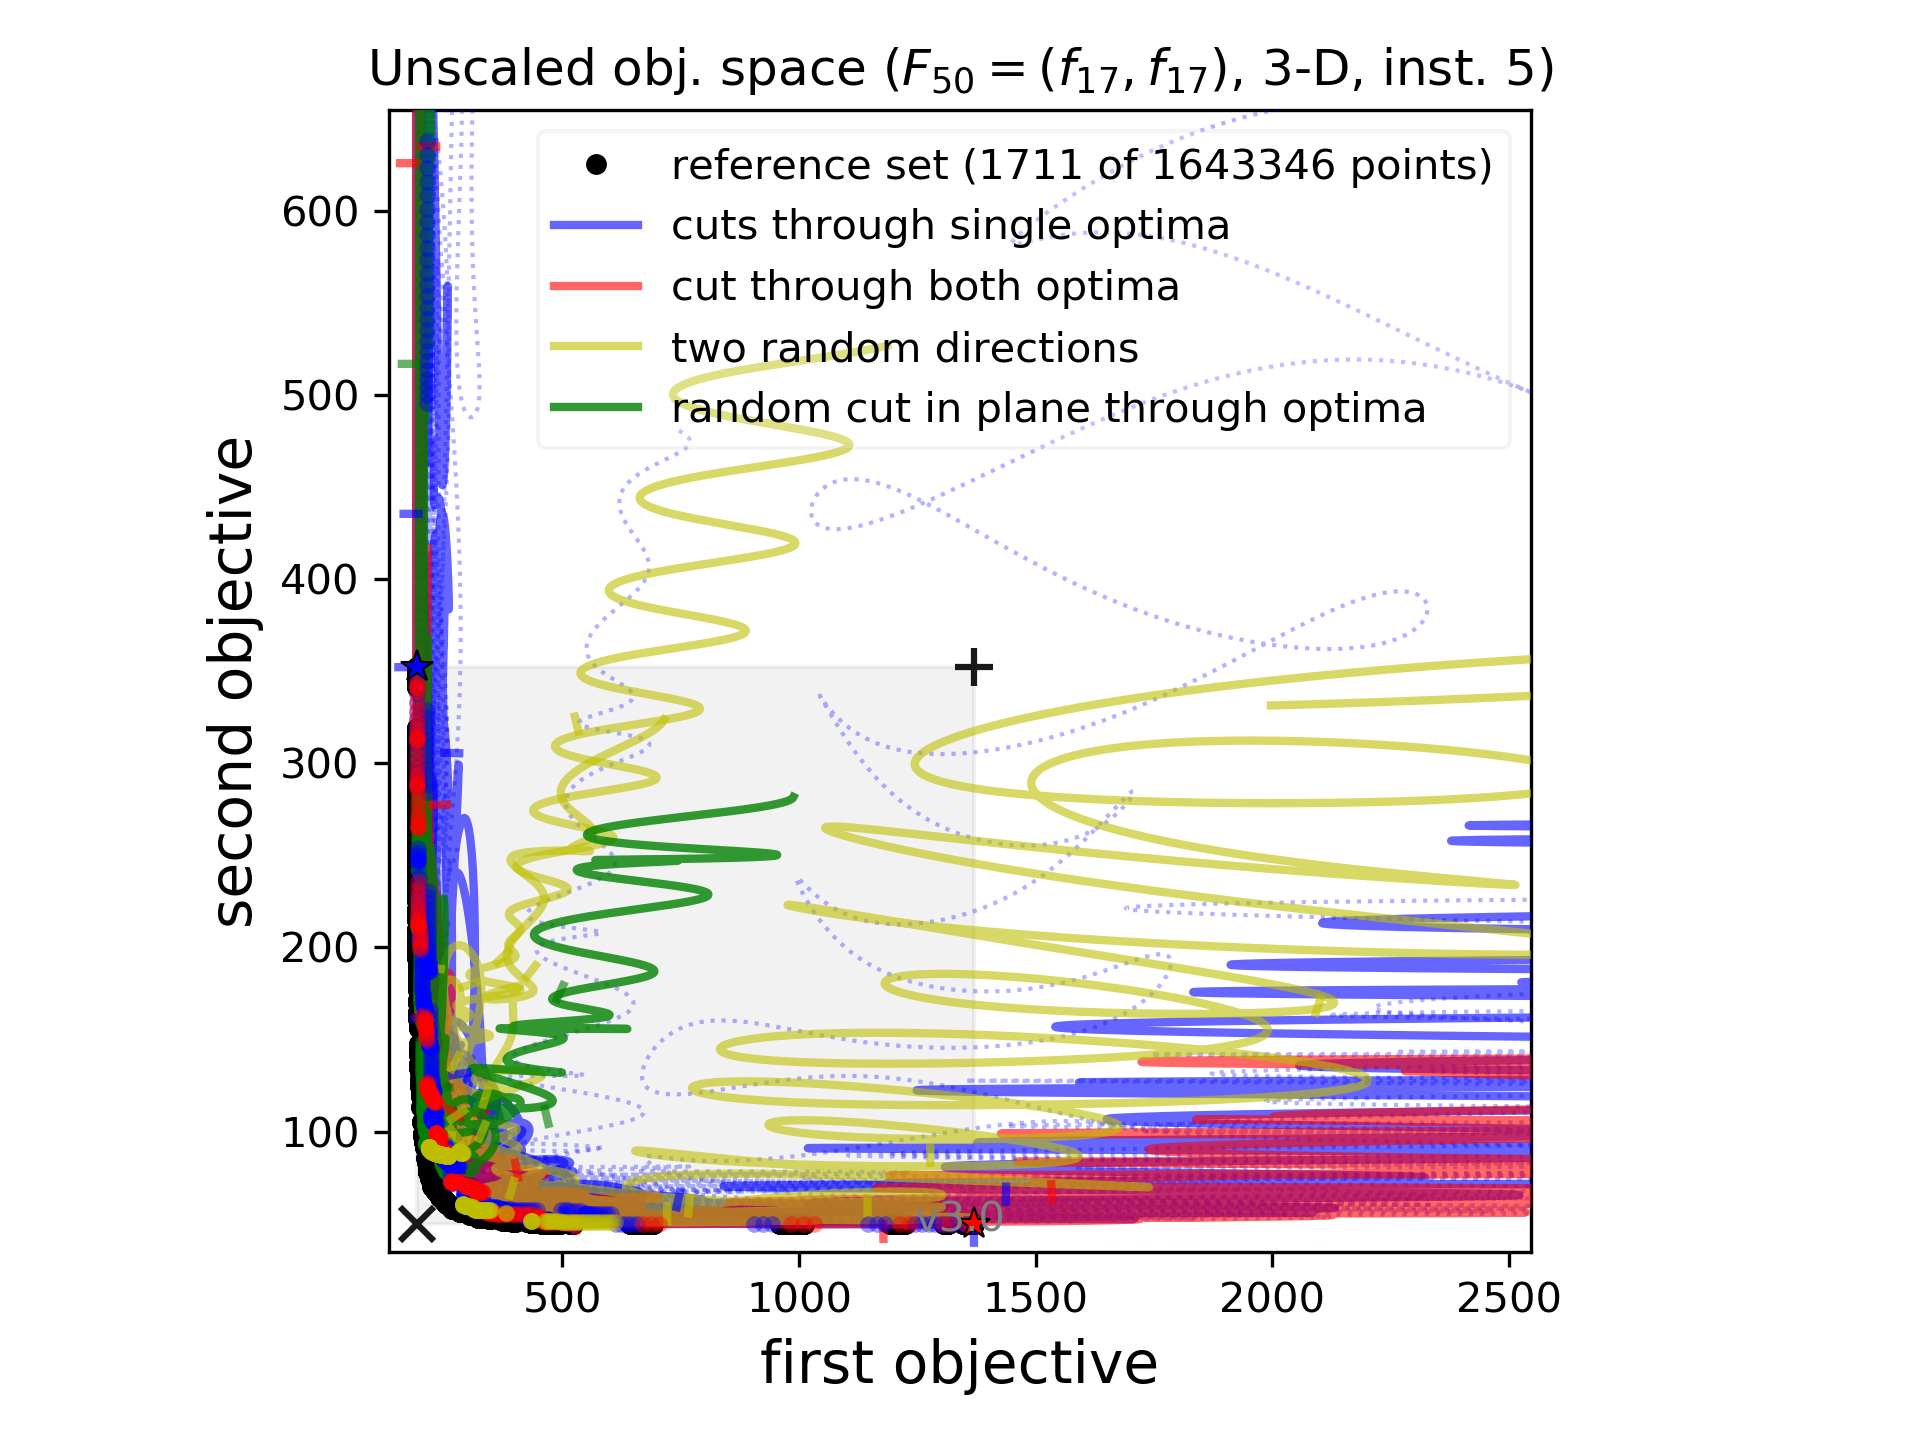 Unscaled obj. space (F50 = (f17, f17), 3-D, inst. 5)
reference set (1711 of 1643346 points)
cuts through single optima
cut through both optima
two random directions
random cut in plane through optima
600
500
400
300
200
100
second objective
v3.0
500
1000
1500
2000
2500
first objective